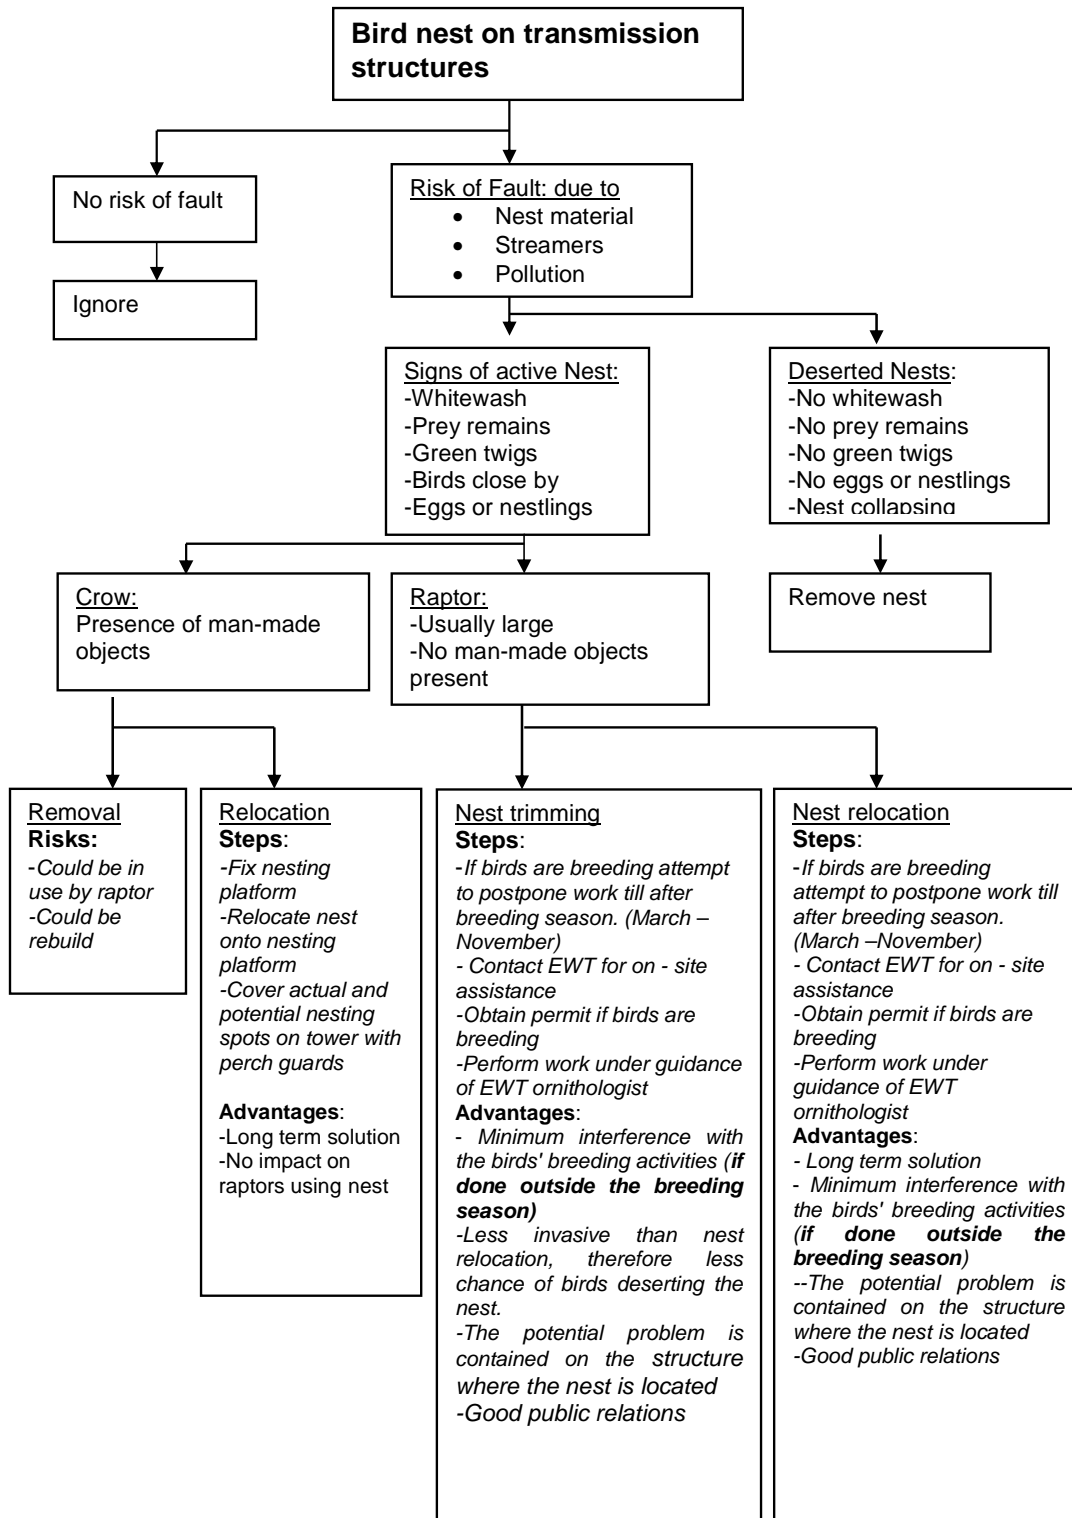 Bird nest on transmission
structures
No risk of fault
Risk of Fault: due to
• Nest material
• Streamers
• Pollution
Ignore
Signs of active Nest:
-Whitewash
-Prey remains
-Green twigs
-Birds close by
-Eggs or nestlings
Deserted Nests:
-No whitewash
-No prey remains
-No green twigs
-No eggs or nestlings
-Nest collapsing
Crow:
Presence of man-made
objects
Raptor:
-Usually large
-No man-made objects
present
Remove nest
Removal
Risks:
-Could be in
use by raptor
-Could be
rebuild
Relocation
Steps:
-Fix nesting
platform
-Relocate nest
onto nesting
platform
-Cover actual and
potential nesting
spots on tower with
perch guards
Advantages:
-Long term solution
-No impact on
raptors using nest
Nest trimming
Steps:
-If birds are breeding attempt
to postpone work till after
breeding season. (March –
November)
- Contact EWT for on - site
assistance
-Obtain permit if birds are
breeding
-Perform work under guidance
of EWT ornithologist
Advantages:
- Minimum interference with
the birds' breeding activities (if
done outside the breeding
season)
-Less invasive than nest
relocation, therefore less
chance of birds deserting the
nest.
-The potential problem is
contained on the structure
where the nest is located
-Good public relations
Nest relocation
Steps:
-If birds are breeding
attempt to postpone work till
after breeding season.
(March –November)
- Contact EWT for on - site
assistance
-Obtain permit if birds are
breeding
-Perform work under
guidance of EWT
ornithologist
Advantages:
- Long term solution
- Minimum interference with
the birds' breeding activities
(if done outside the
breeding season)
--The potential problem is
contained on the structure
where the nest is located
-Good public relations